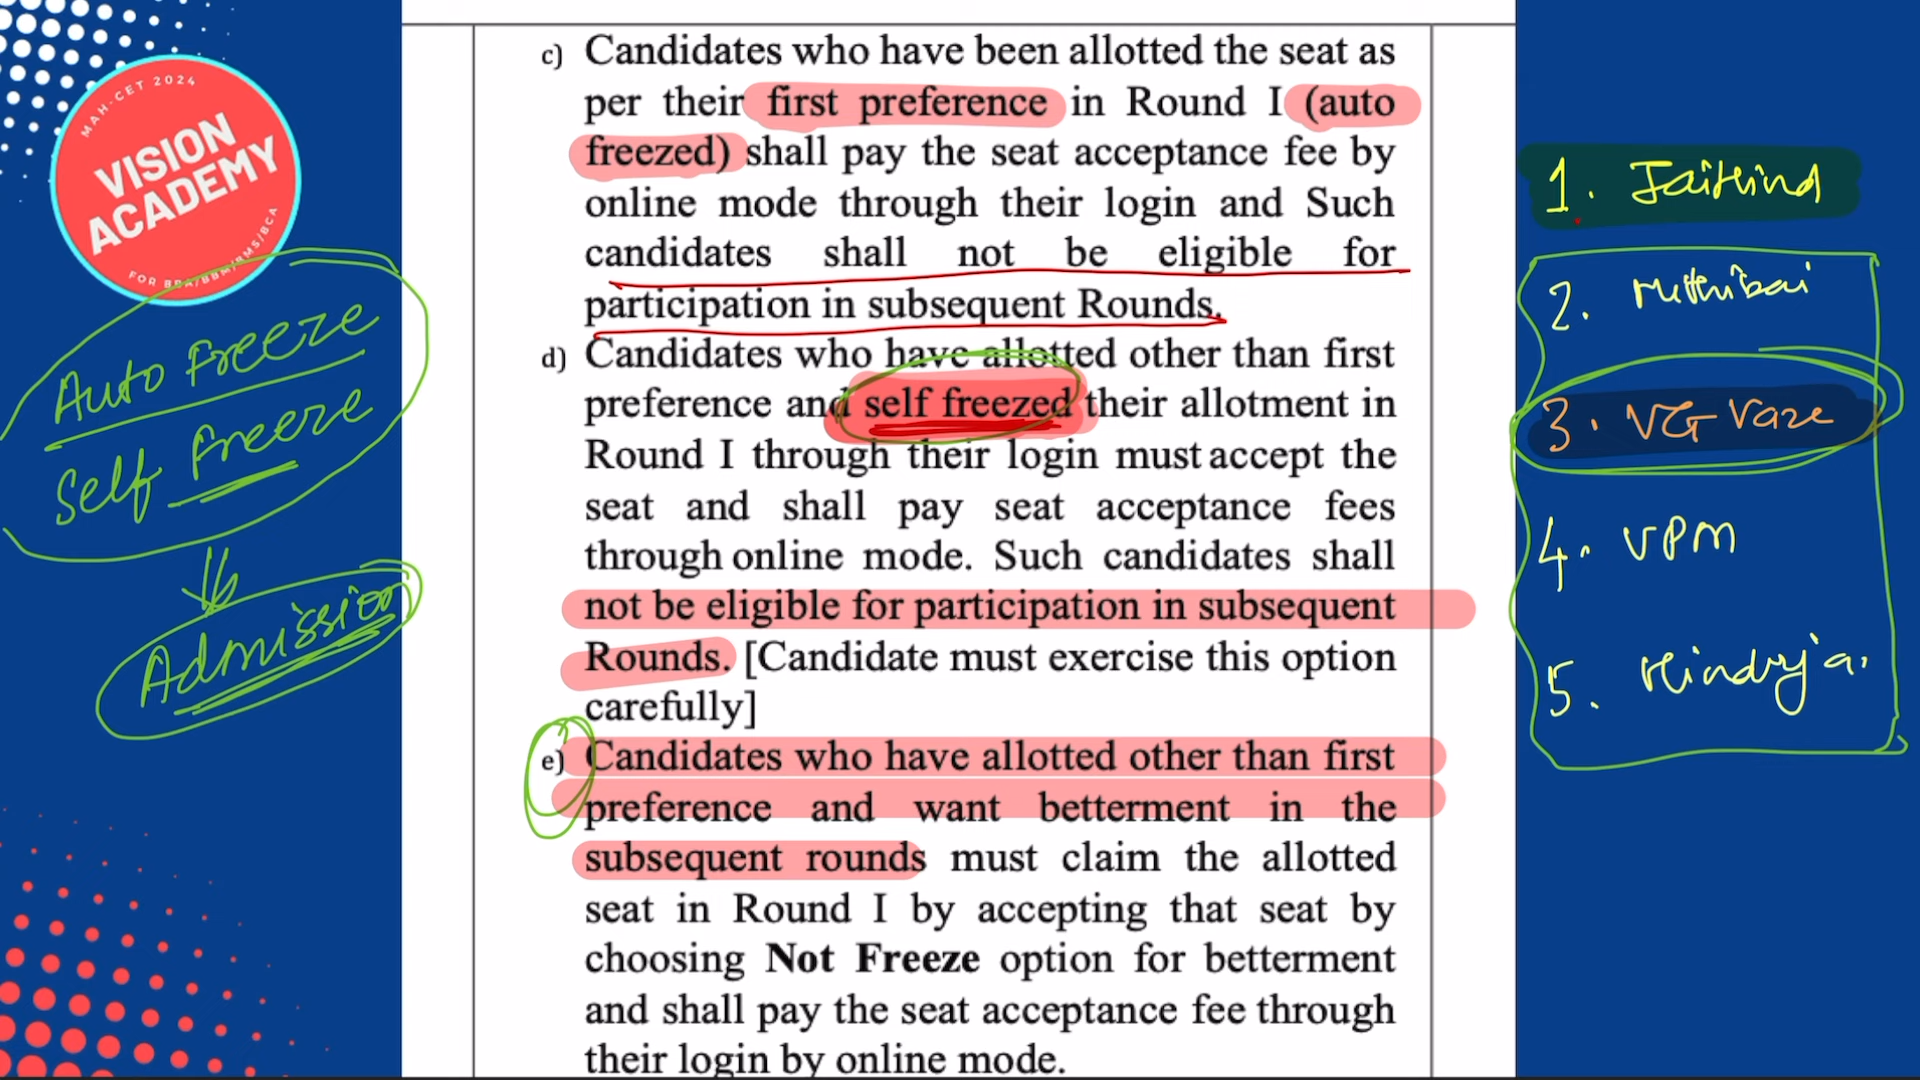 MAH-CET 2024
VISION
ACADEMY
FOR BBA/BBM/BMS/BCA
Auto Freeze
Self Freeze
Admission
c) Candidates who have been allotted the seat as
per their first preference in Round I (auto
freezed) shall pay the seat acceptance fee by
online mode through their login and Such
candidates shall not be eligible for
participation in subsequent Rounds.
d) Candidates who have allotted other than first
preference and self freezed their allotment in
Round I through their login must accept the
seat and shall pay seat acceptance fees
through online mode. Such candidates shall
not be eligible for participation in subsequent
Rounds. [Candidate must exercise this option
carefully]
e) Candidates who have allotted other than first
preference and want betterment in the
subsequent rounds must claim the allotted
seat in Round I by accepting that seat by
choosing Not Freeze option for betterment
and shall pay the seat acceptance fee through
their login by online mode.
1. Jaihind
2. Mithibai
3. VG Vaze
4. VPM
5. Hinduja